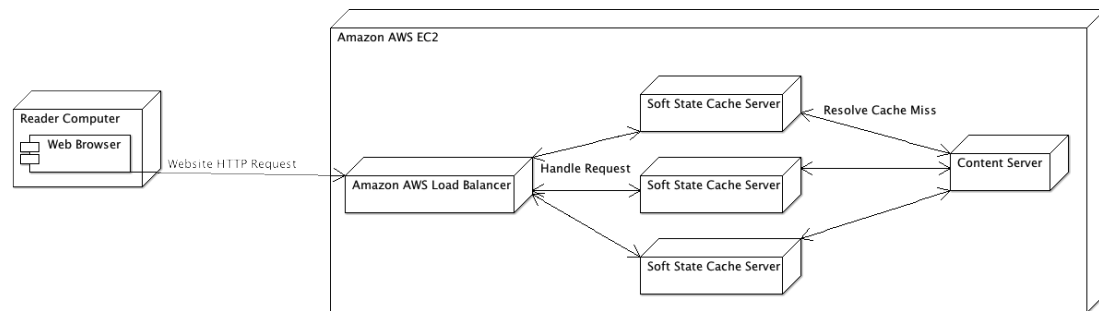 Amazon AWS EC2
Reader Computer
Web Browser
Website HTTP Request
Amazon AWS Load Balancer
Handle Request
Soft State Cache Server
Soft State Cache Server
Soft State Cache Server
Resolve Cache Miss
Content Server